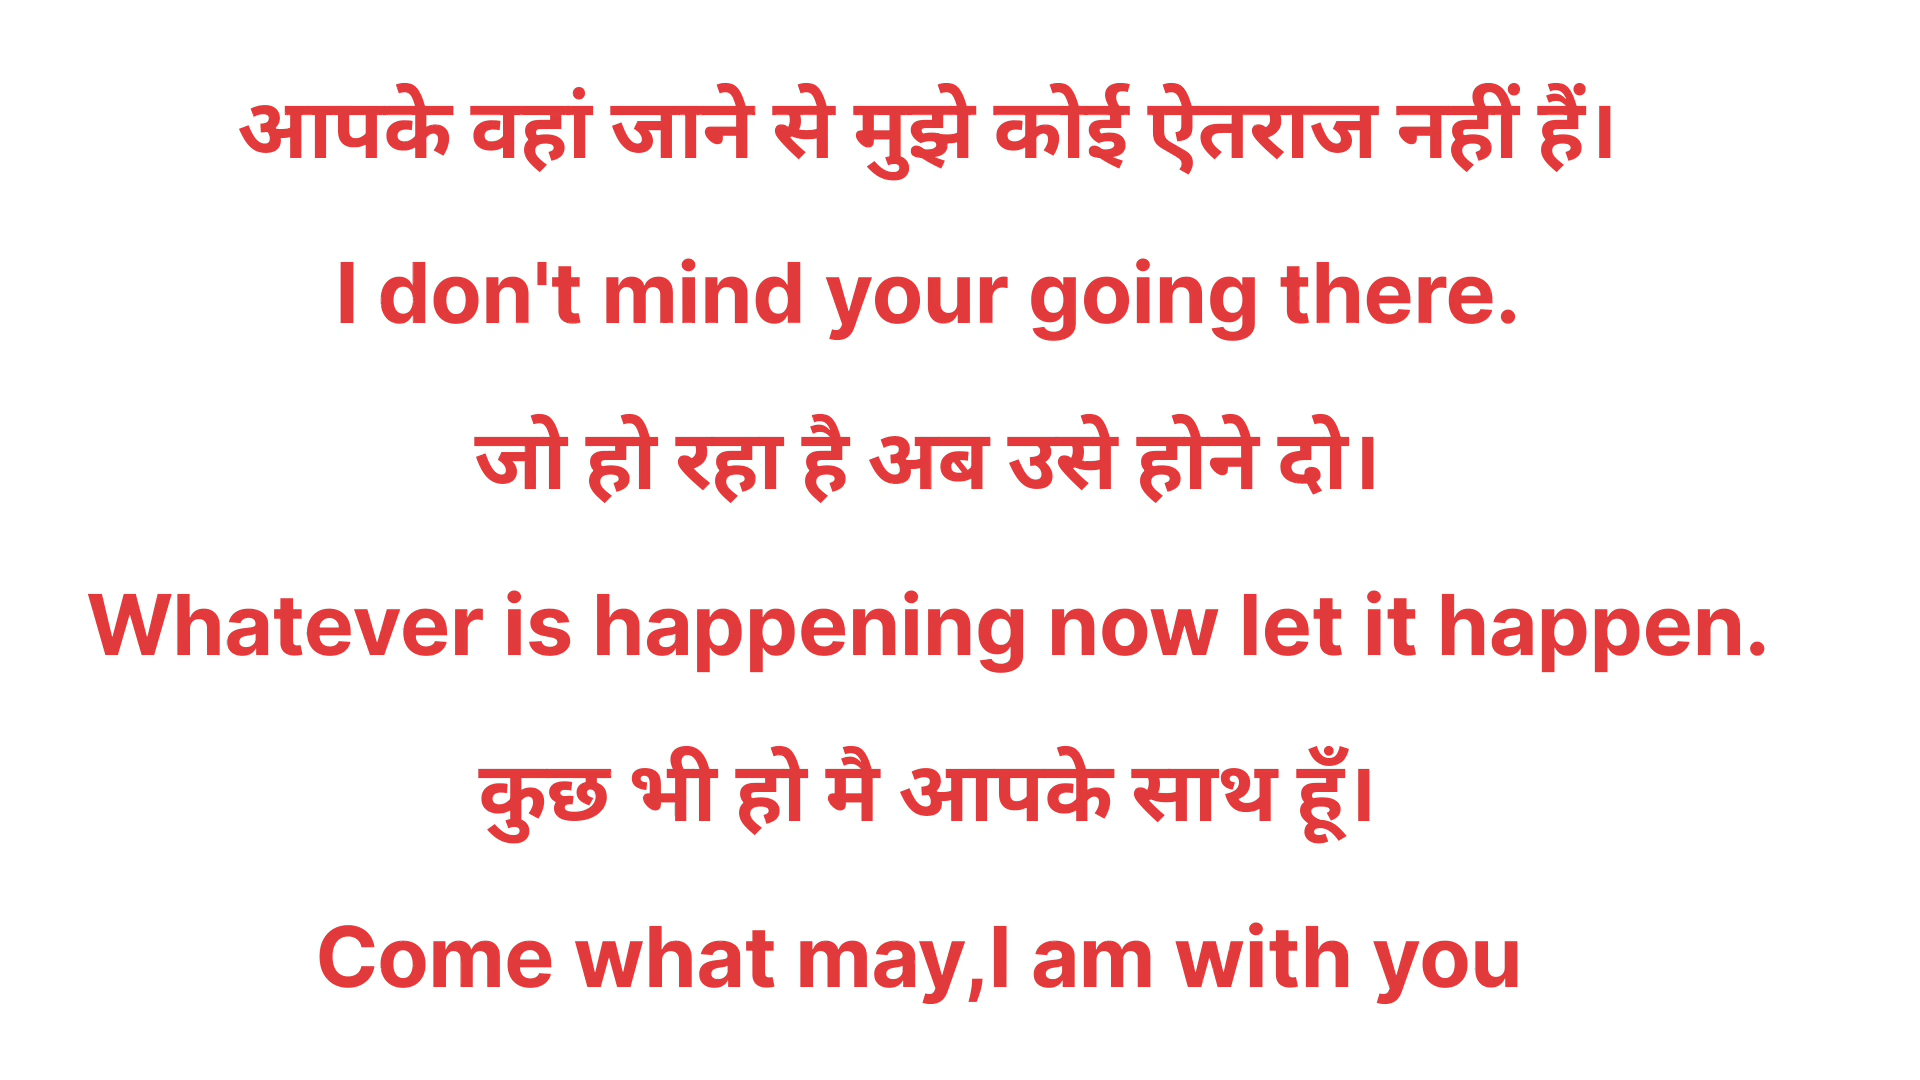 आपके वहां जाने से मुझे कोई ऐतराज नहीं हैं।
I don't mind your going there.
जो हो रहा है अब उसे होने दो।
Whatever is happening now let it happen.
कुछ भी हो मै आपके साथ हूँ।
Come what may,I am with you